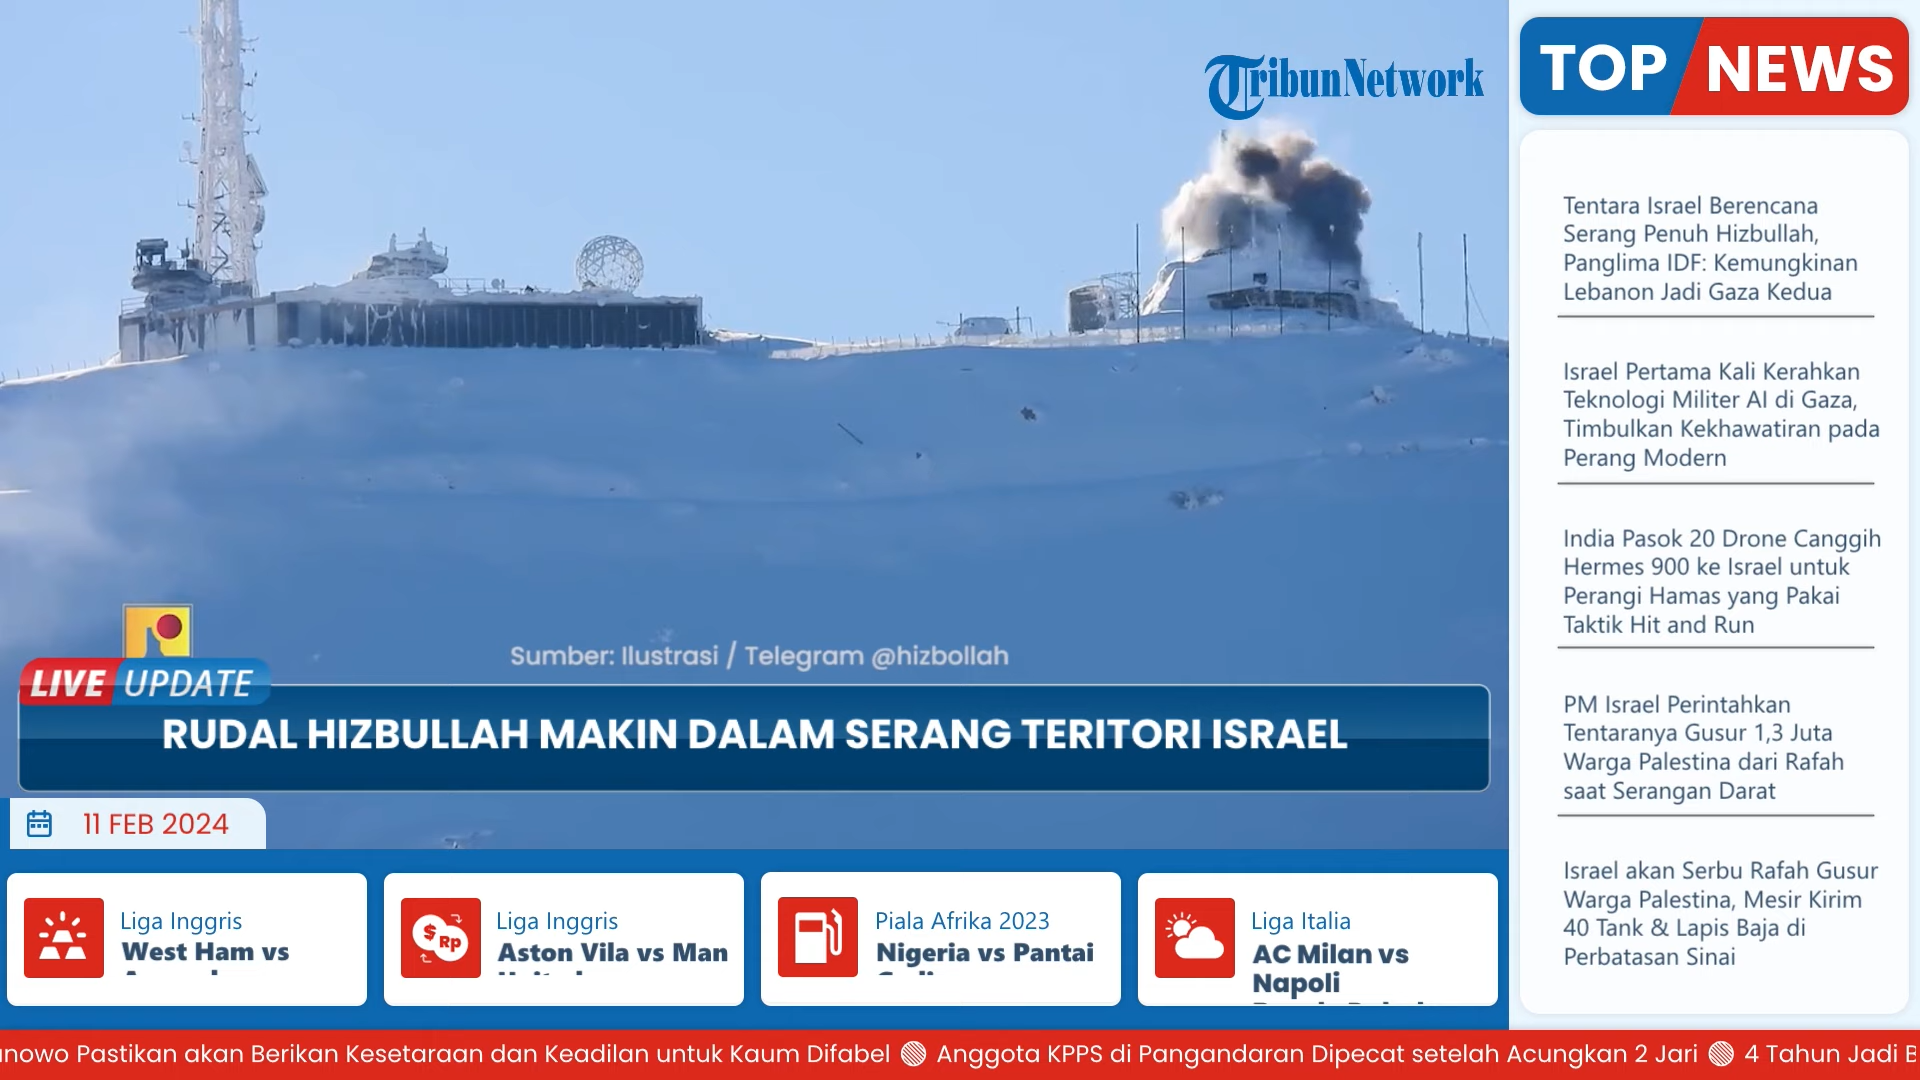 TribunNetwork
TOP NEWS
Tentara Israel Berencana
Serang Penuh Hizbullah,
Panglima IDF: Kemungkinan
Lebanon Jadi Gaza Kedua
Israel Pertama Kali Kerahkan
Teknologi Militer AI di Gaza,
Timbulkan Kekhawatiran pada
Perang Modern
India Pasok 20 Drone Canggih
Hermes 900 ke Israel untuk
Perangi Hamas yang Pakai
Taktik Hit and Run
PM Israel Perintahkan
Tentaranya Gusur 1,3 Juta
Warga Palestina dari Rafah
saat Serangan Darat
Israel akan Serbu Rafah Gusur
Warga Palestina, Mesir Kirim
40 Tank & Lapis Baja di
Perbatasan Sinai
Sumber: Ilustrasi / Telegram @hizbollah
LIVE UPDATE
RUDAL HIZBULLAH MAKIN DALAM SERANG TERITORI ISRAEL
11 FEB 2024
Liga Inggris
West Ham vs
$ Rp
Liga Inggris
Aston Vila vs Man
Piala Afrika 2023
Nigeria vs Pantai
Liga Italia
AC Milan vs
Napoli
Pastikan akan Berikan Kesetaraan dan Keadilan untuk Kaum Difabel Anggota KPPS di Pangandaran Dipecat setelah Acungkan 2 Jari 4 Tahun Jadi